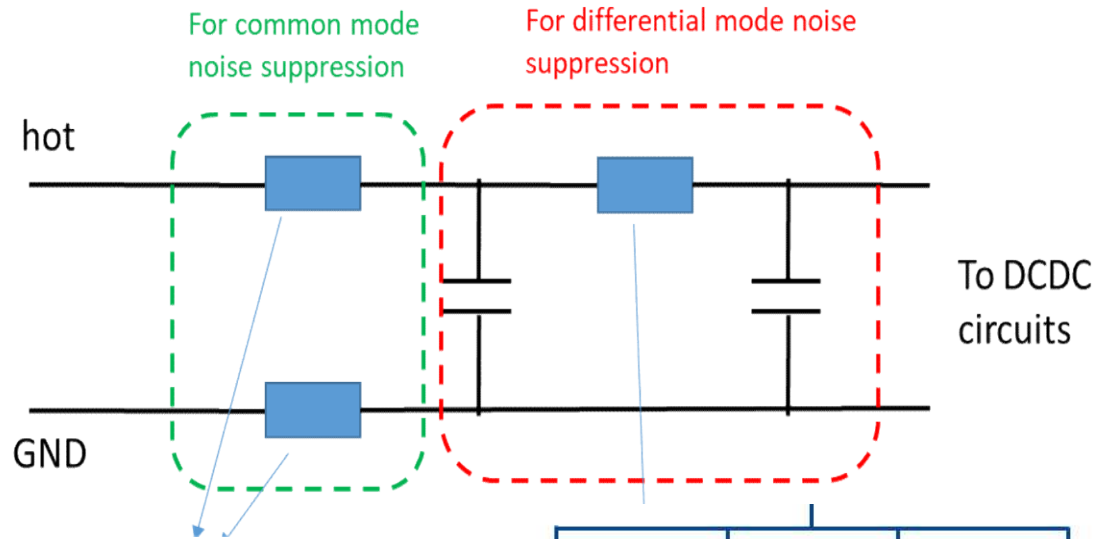 For common mode
noise suppression
For differential mode noise
suppression
hot
To DCDC
circuits
GND